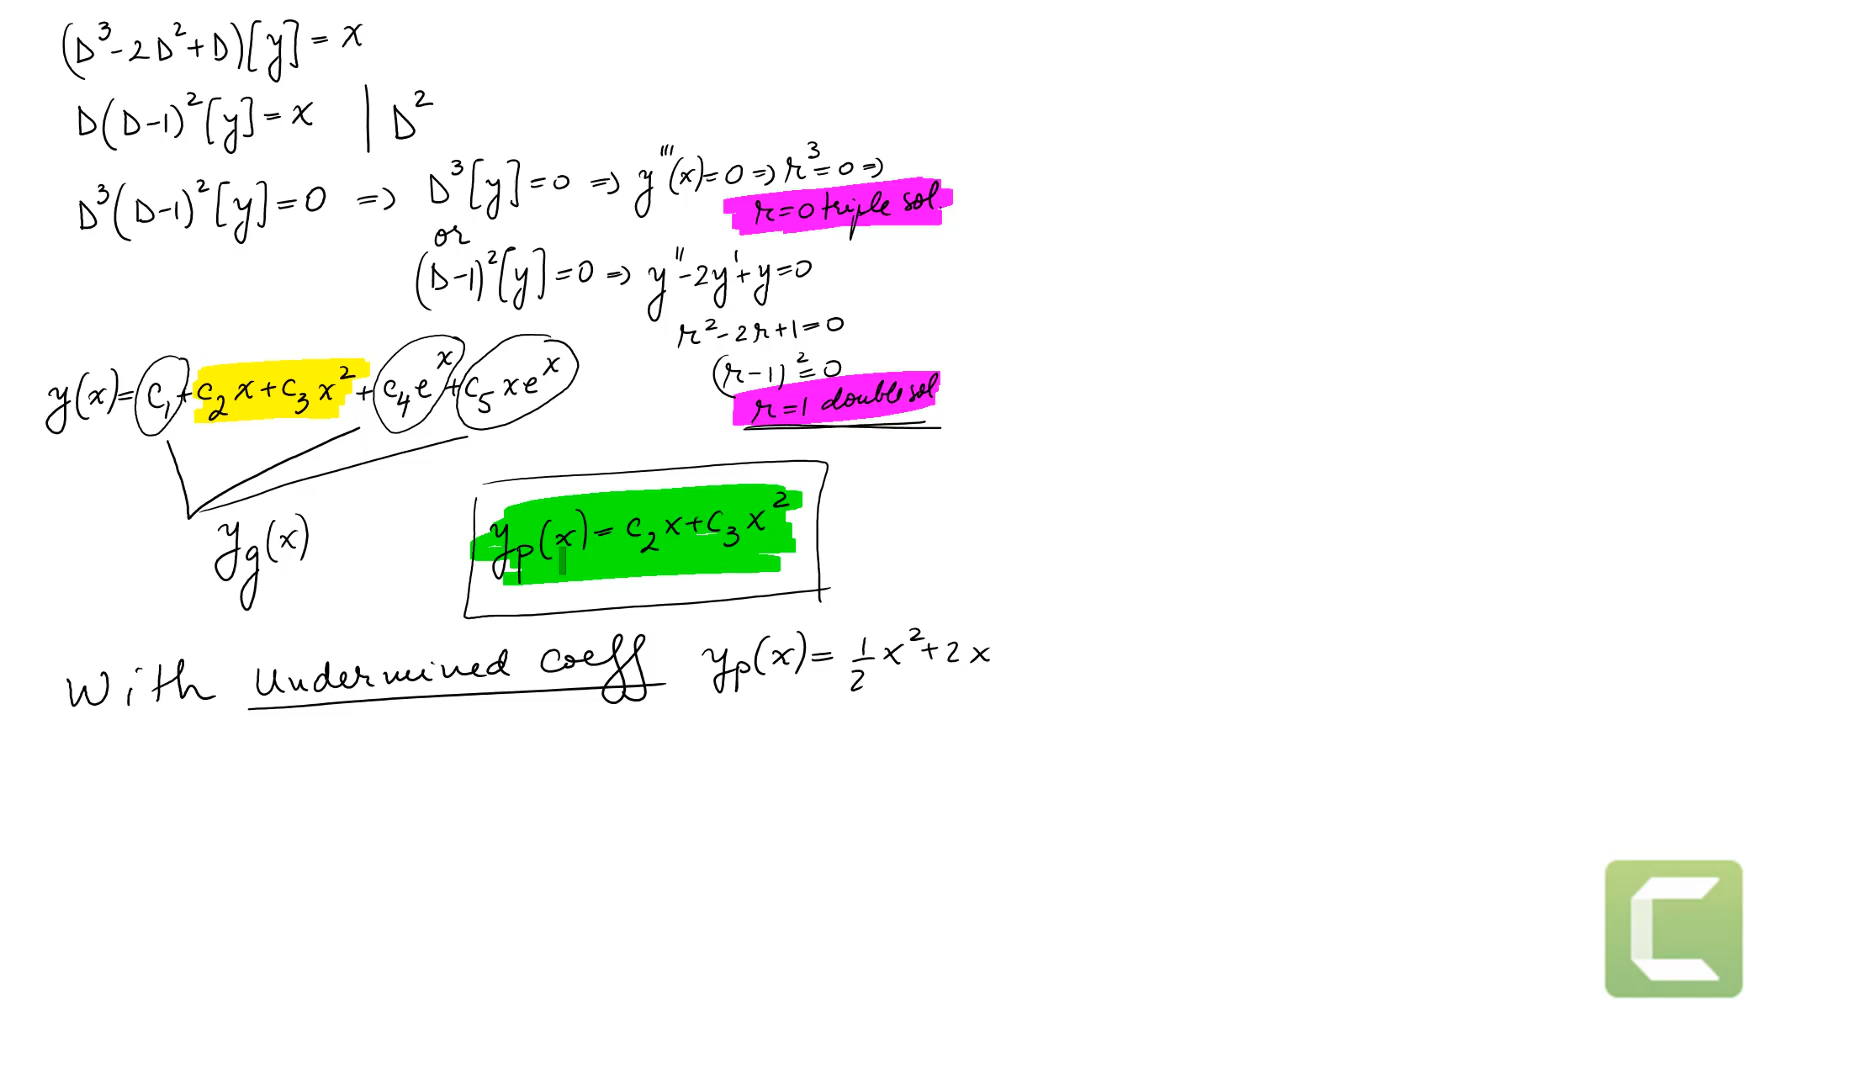 (D³-2D²+D)[y]=x
D(D-1)²[y]=x | D²
D³(D-1)²[y]=0 => D³[y]=0 => y'''(x)=0 => r³=0 =>
r=0 triple sol.
or
(D-1)²[y]=0 => y''-2y'+y=0
r²-2r+1=0
(r-1)²=0
r=1 double sol
y(x)=c₁+c₂x+c₃x²+c₄eˣ+c₅xeˣ
y_g(x)
y_p(x)=c₂x+c₃x²
With Undermined coeff y_p(x)=1/2x²+2x